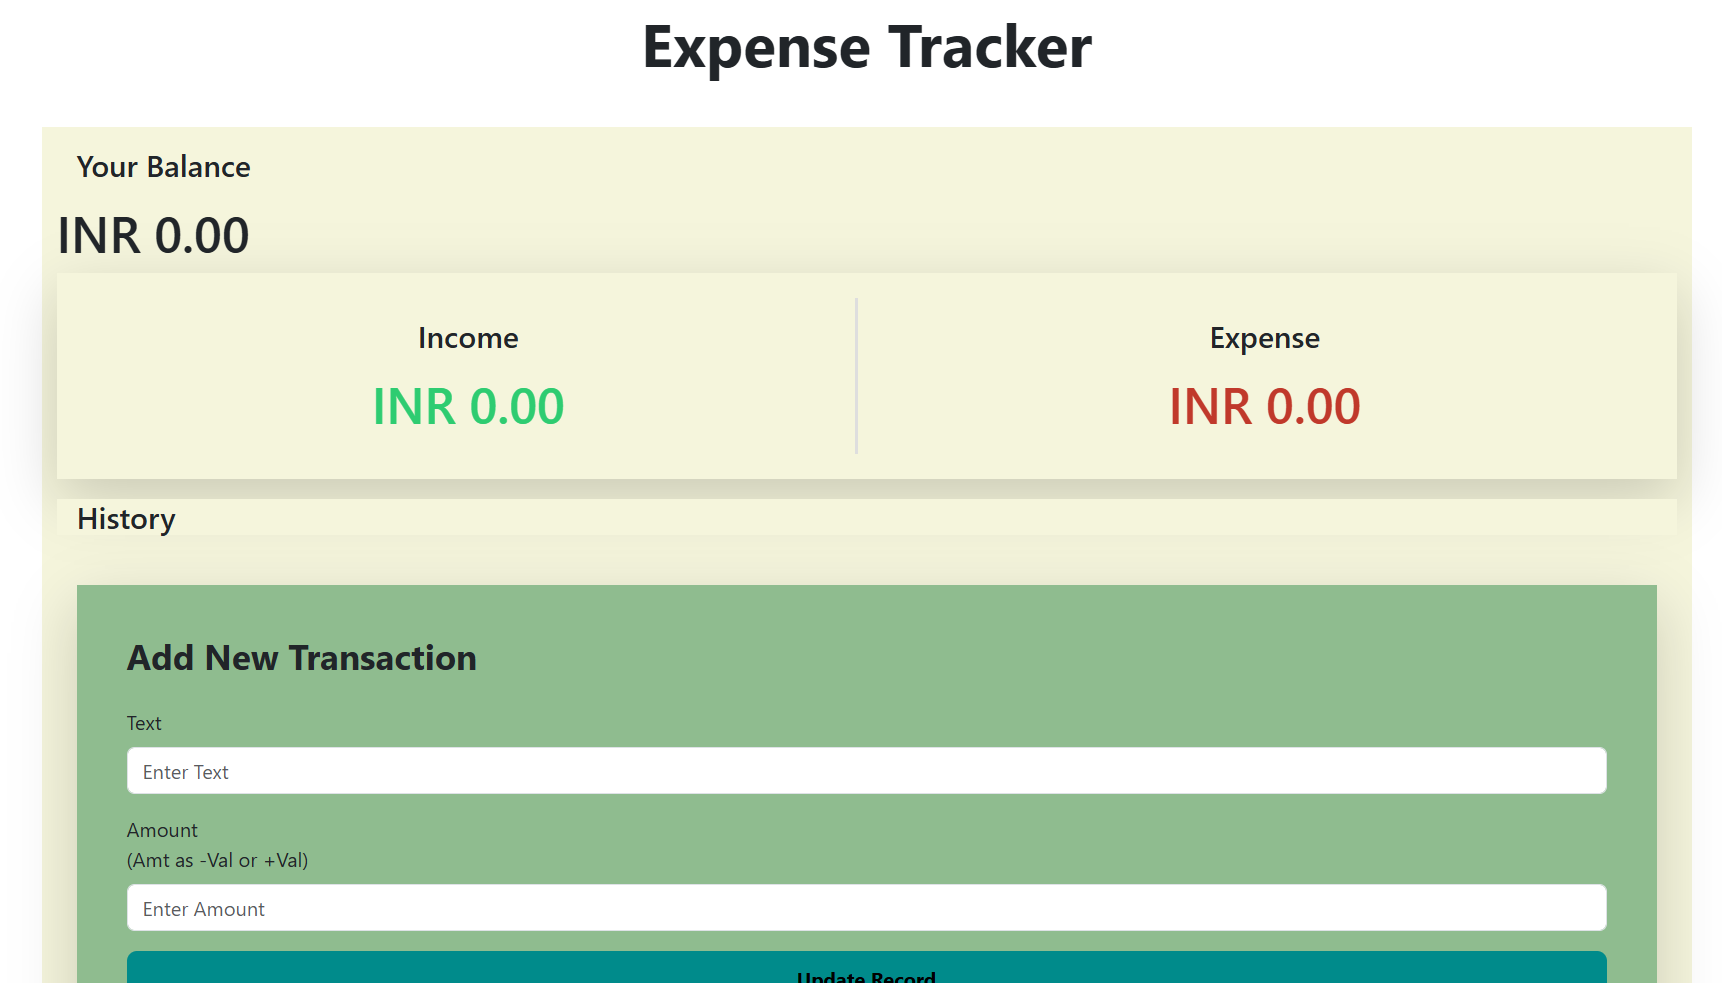 Expense Tracker
Your Balance
INR 0.00
Income
Expense
INR 0.00
INR 0.00
History
Add New Transaction
Text
Enter Text
Amount
(Amt as -Val or +Val)
Enter Amount
Update Record